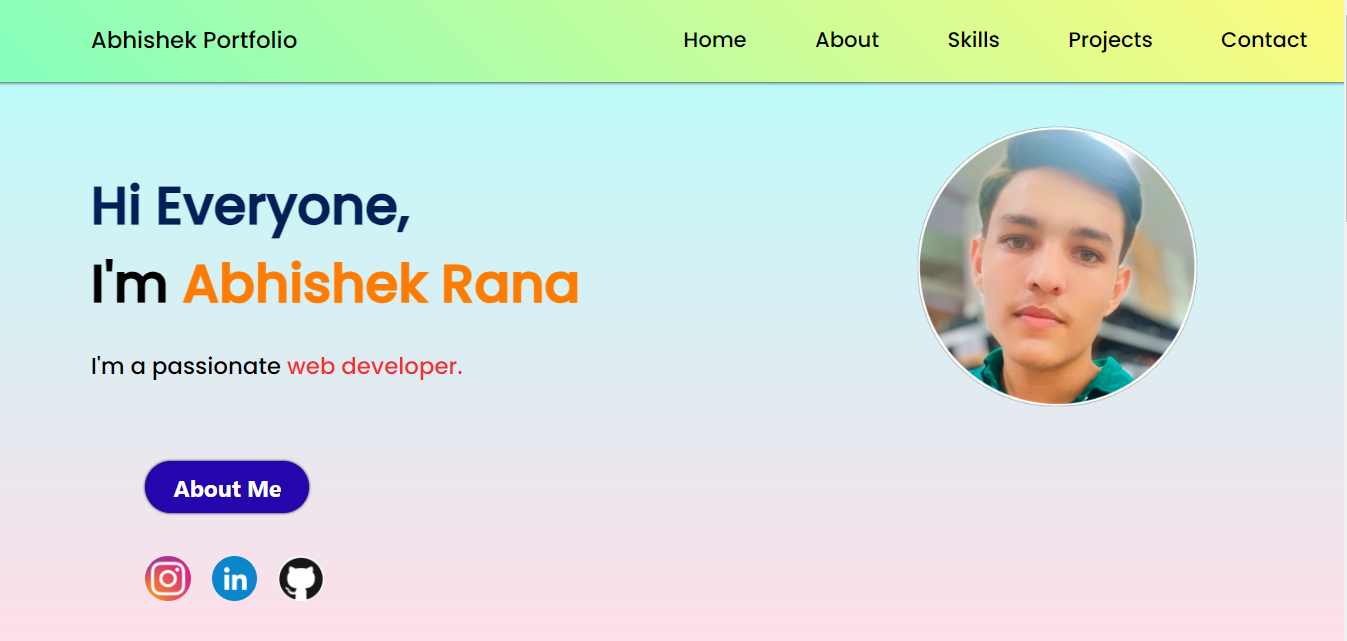 Abhishek Portfolio
Home About Skills Projects Contact
Hi Everyone,
I'm Abhishek Rana
I'm a passionate web developer.
About Me
in